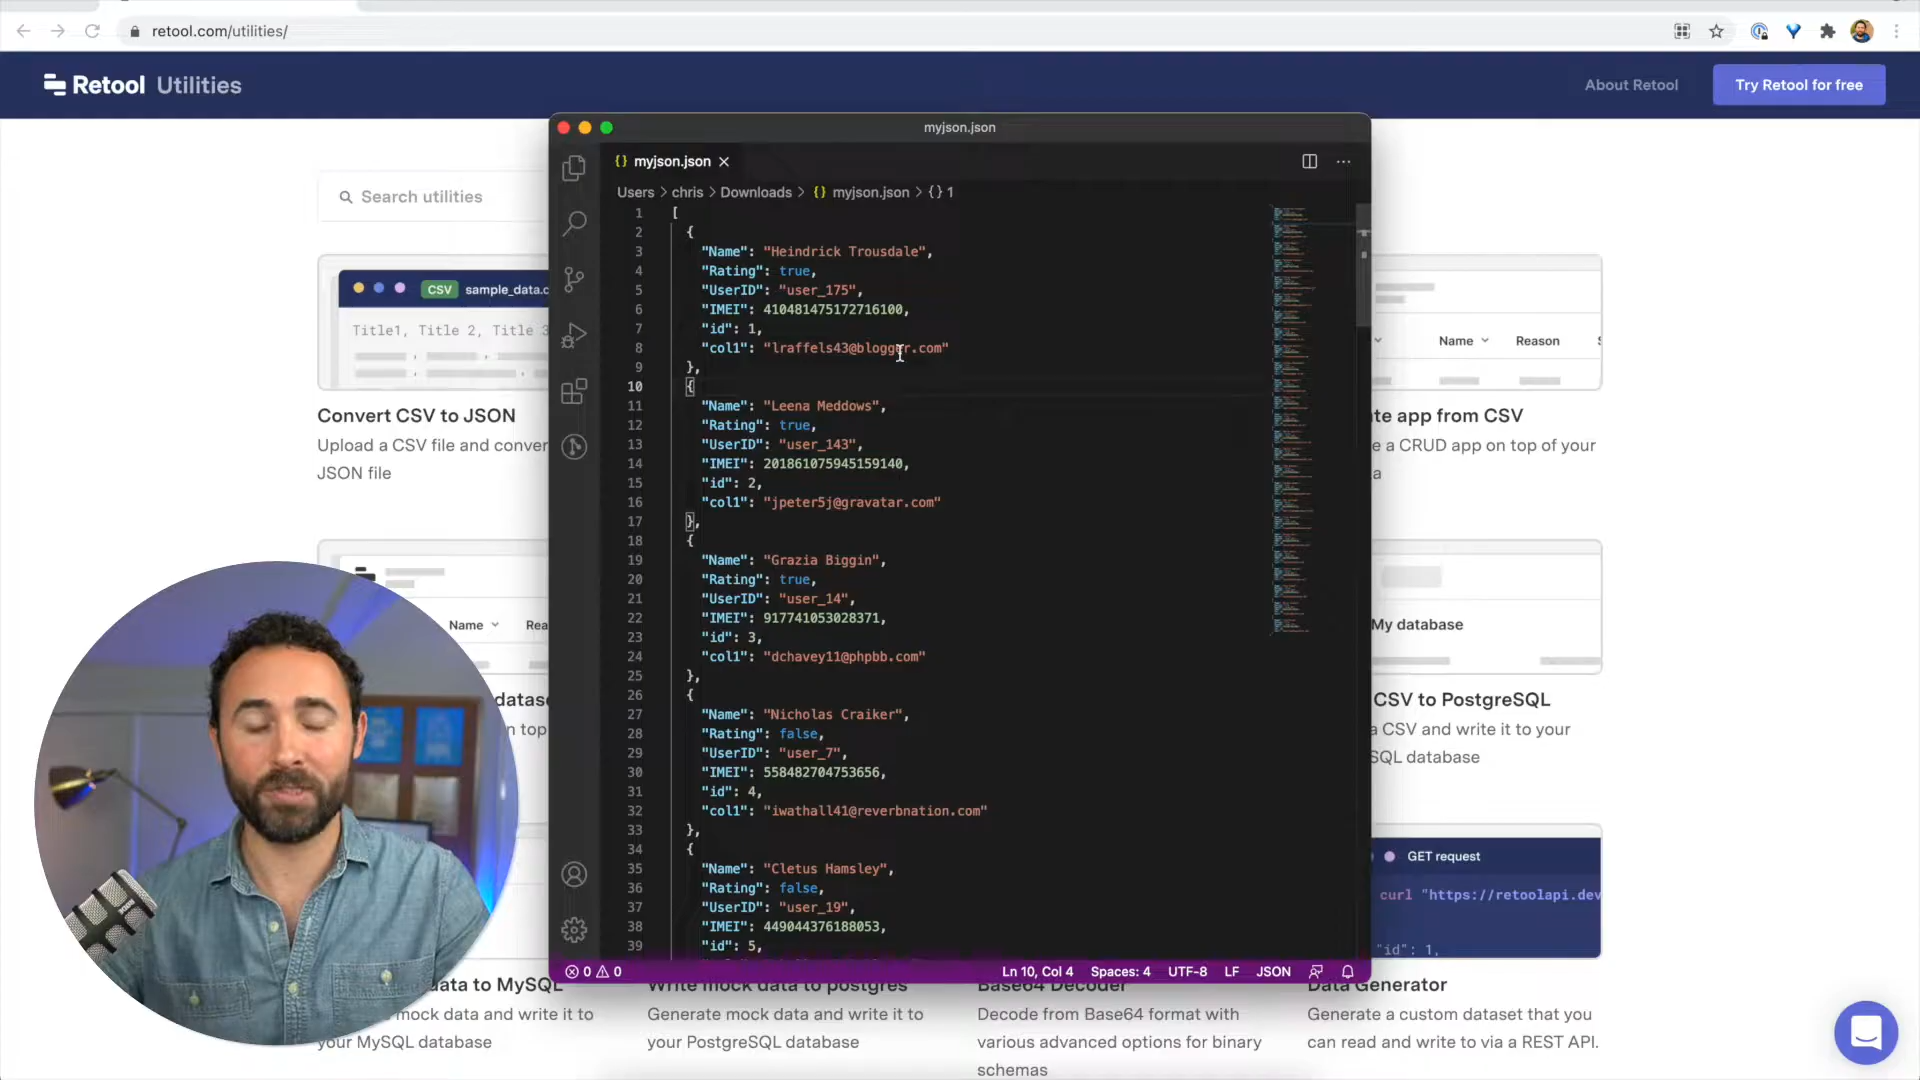 retool.com/utilities/
Retool Utilities
About Retool
Try Retool for free
Search utilities
CSV sample_data.c
Title1, Title 2, Title 3
Convert CSV to JSON
Upload a CSV file and conver
JSON file
Name
Rea
datas
n top
data to MySQL
mock data and write it to
your MySQL database
myjson.json
{} myjson.json
Users > chris > Downloads > {} myjson.json > {} 1
1 [
2 {
3 "Name": "Heindrick Trousdale",
4 "Rating": true,
5 "UserID": "user_175",
6 "IMEI": 410481475172716100,
7 "id": 1,
8 "col1": "lraffels43@blogger.com"
9 },
10 {
11 "Name": "Leena Meddows",
12 "Rating": true,
13 "UserID": "user_143",
14 "IMEI": 201861075945159140,
15 "id": 2,
16 "col1": "jpeter5j@gravatar.com"
17 },
18 {
19 "Name": "Grazia Biggin",
20 "Rating": true,
21 "UserID": "user_14",
22 "IMEI": 917741053028371,
23 "id": 3,
24 "col1": "dchavey11@phpbb.com"
25 },
26 {
27 "Name": "Nicholas Craiker",
28 "Rating": false,
29 "UserID": "user_7",
30 "IMEI": 558482704753656,
31 "id": 4,
32 "col1": "iwathall41@reverbnation.com"
33 },
34 {
35 "Name": "Cletus Hamsley",
36 "Rating": false,
37 "UserID": "user_19",
38 "IMEI": 449044376188053,
39 "id": 5,
0 0
Ln 10, Col 4 Spaces: 4 UTF-8 LF JSON
Write mock data to postgres
Generate mock data and write it to
your PostgreSQL database
Base64 Decoder
Decode from Base64 format with
various advanced options for binary
schemas
Name Reason
te app from CSV
e a CRUD app on top of your
a
My database
CSV to PostgreSQL
a CSV and write it to your
SQL database
GET request
curl "https://retoolapi.dev
"id": 1,
Data Generator
Generate a custom dataset that you
can read and write to via a REST API.